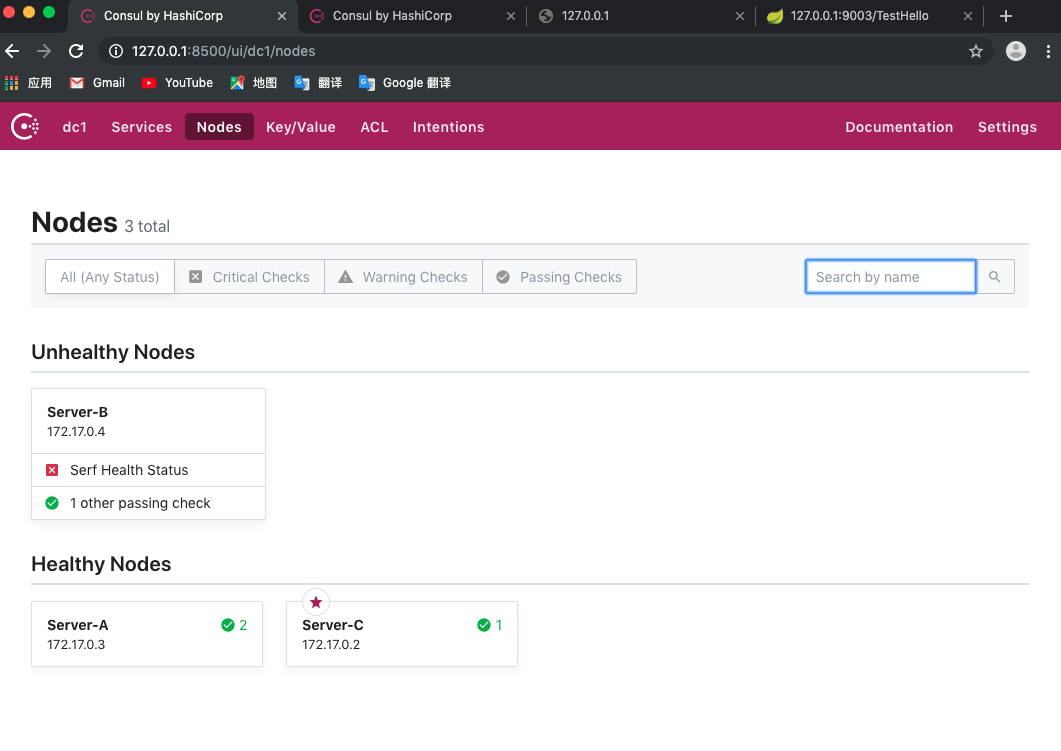 Consul by HashiCorp
Consul by HashiCorp
127.0.0.1
127.0.0.1:9003/TestHello
127.0.0.1:8500/ui/dc1/nodes
应用
Gmail
YouTube
地图
翻译
Google 翻译
dc1
Services
Nodes
Key/Value
ACL
Intentions
Documentation
Settings
Nodes 3 total
All (Any Status)
Critical Checks
Warning Checks
Passing Checks
Search by name
Unhealthy Nodes
Server-B
172.17.0.4
Serf Health Status
1 other passing check
Healthy Nodes
Server-A 2
172.17.0.3
Server-C 1
172.17.0.2